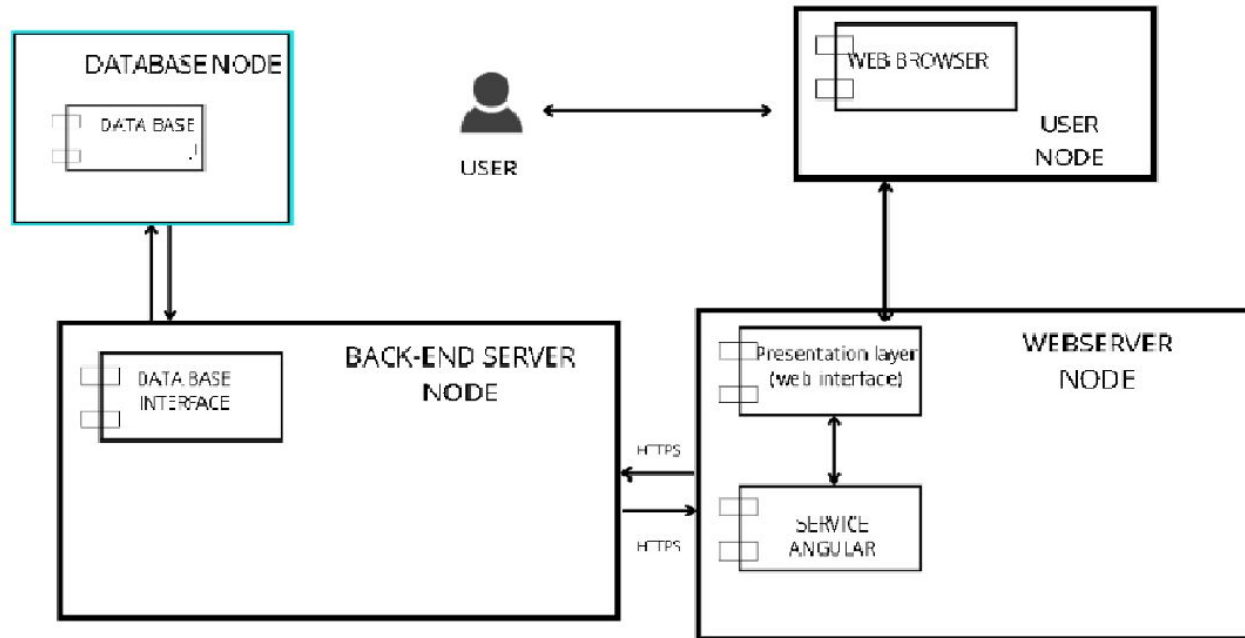 DATABASE NODE
DATA BASE
USER
WEB BROWSER
USER
NODE
BACK-END SERVER
NODE
DATA BASE
INTERFACE
HTTPS
HTTPS
Presentation layer
(web interface)
WEBSERVER
NODE
SERVICE
ANGULAR